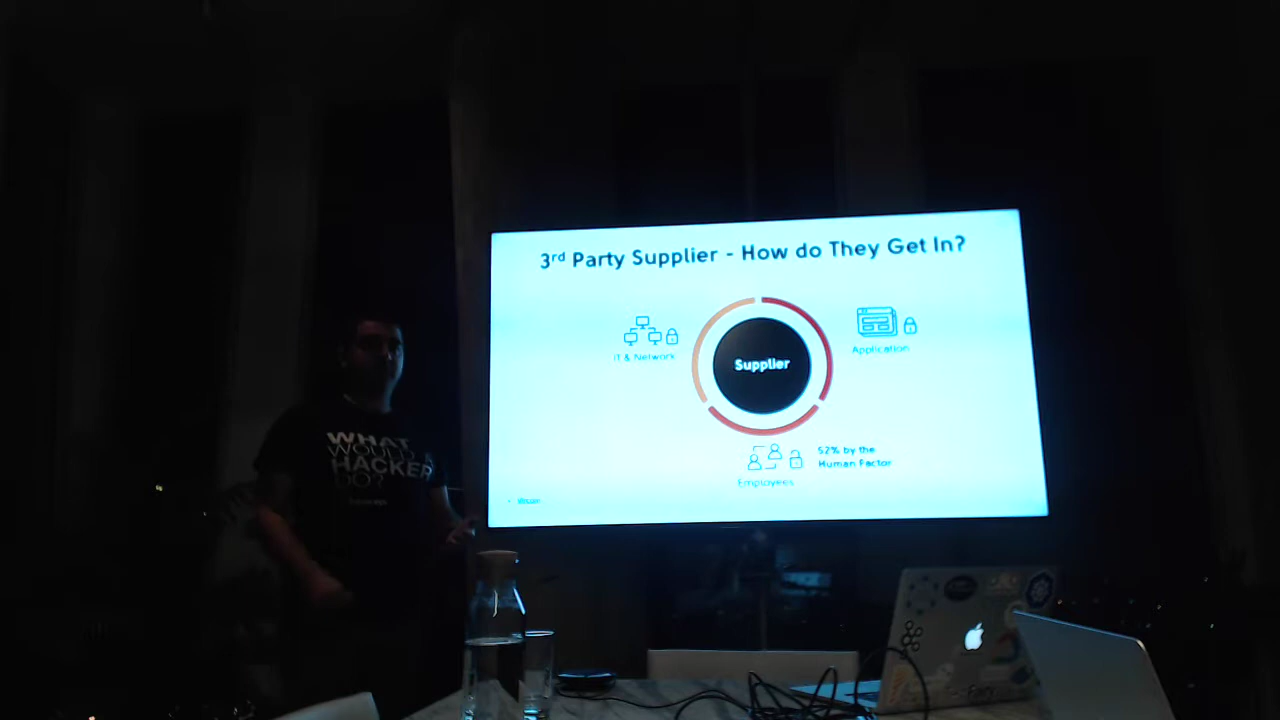 3rd Party Supplier - How do They Get In?
IT & Network
Application
Supplier
52% by the
Human Factor
Employees
WHAT
WOULD A
HACKER
DO?